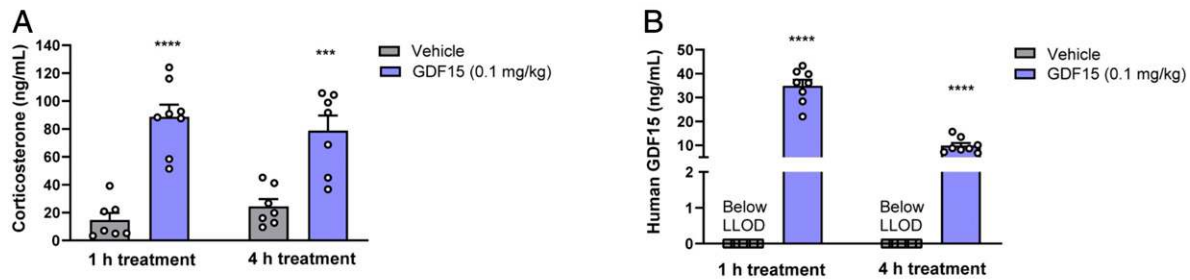 A
Corticosterone (ng/mL)
140
120
100
80
60
40
20
0
****
***
1 h treatment
4 h treatment
Vehicle
GDF15 (0.1 mg/kg)
B
Human GDF15 (ng/mL)
50
40
30
20
10
2
1
0
****
****
Below
LLOD
Below
LLOD
1 h treatment
4 h treatment
Vehicle
GDF15 (0.1 mg/kg)